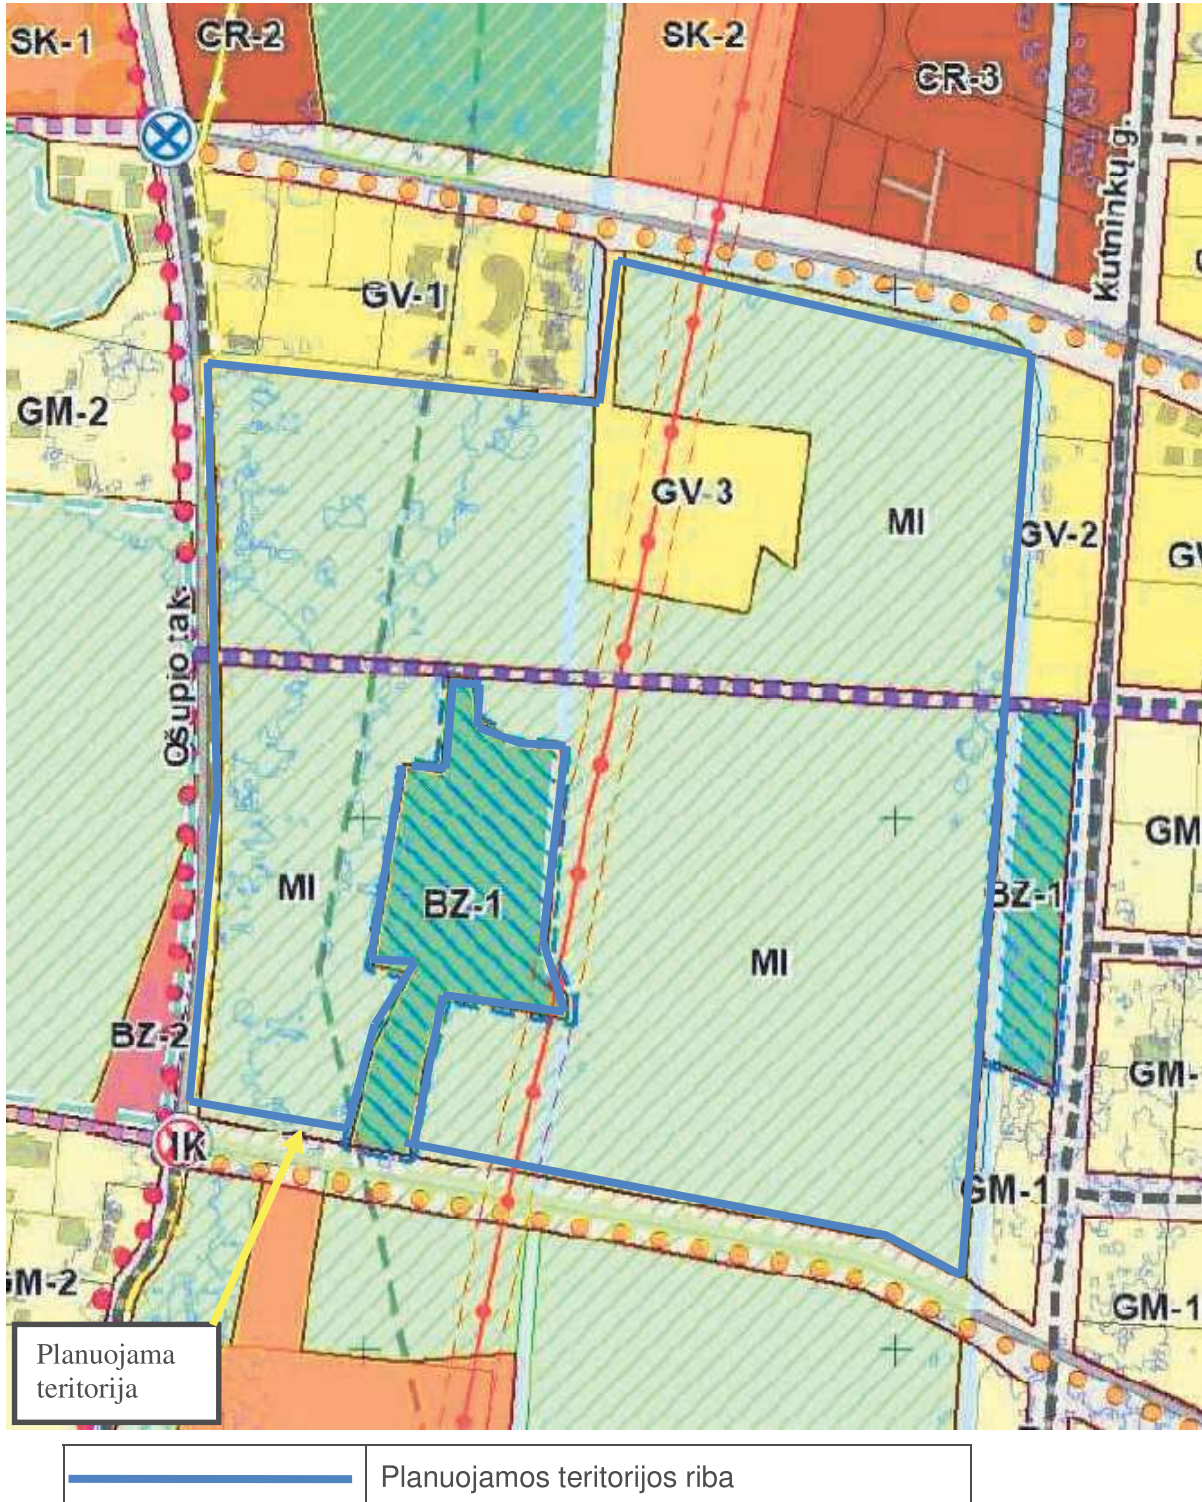 SK-1
CR-2
SK-2
CR-3
kutninkų g.
GV-1
GM-2
GV-3
MI
GV-2
Ošupio tak.
MI
BZ-1
BZ-1
GM
MI
BZ-2
GM-
IK
GM-1
GM-1
Planuojama
teritorija
Planuojamos teritorijos riba